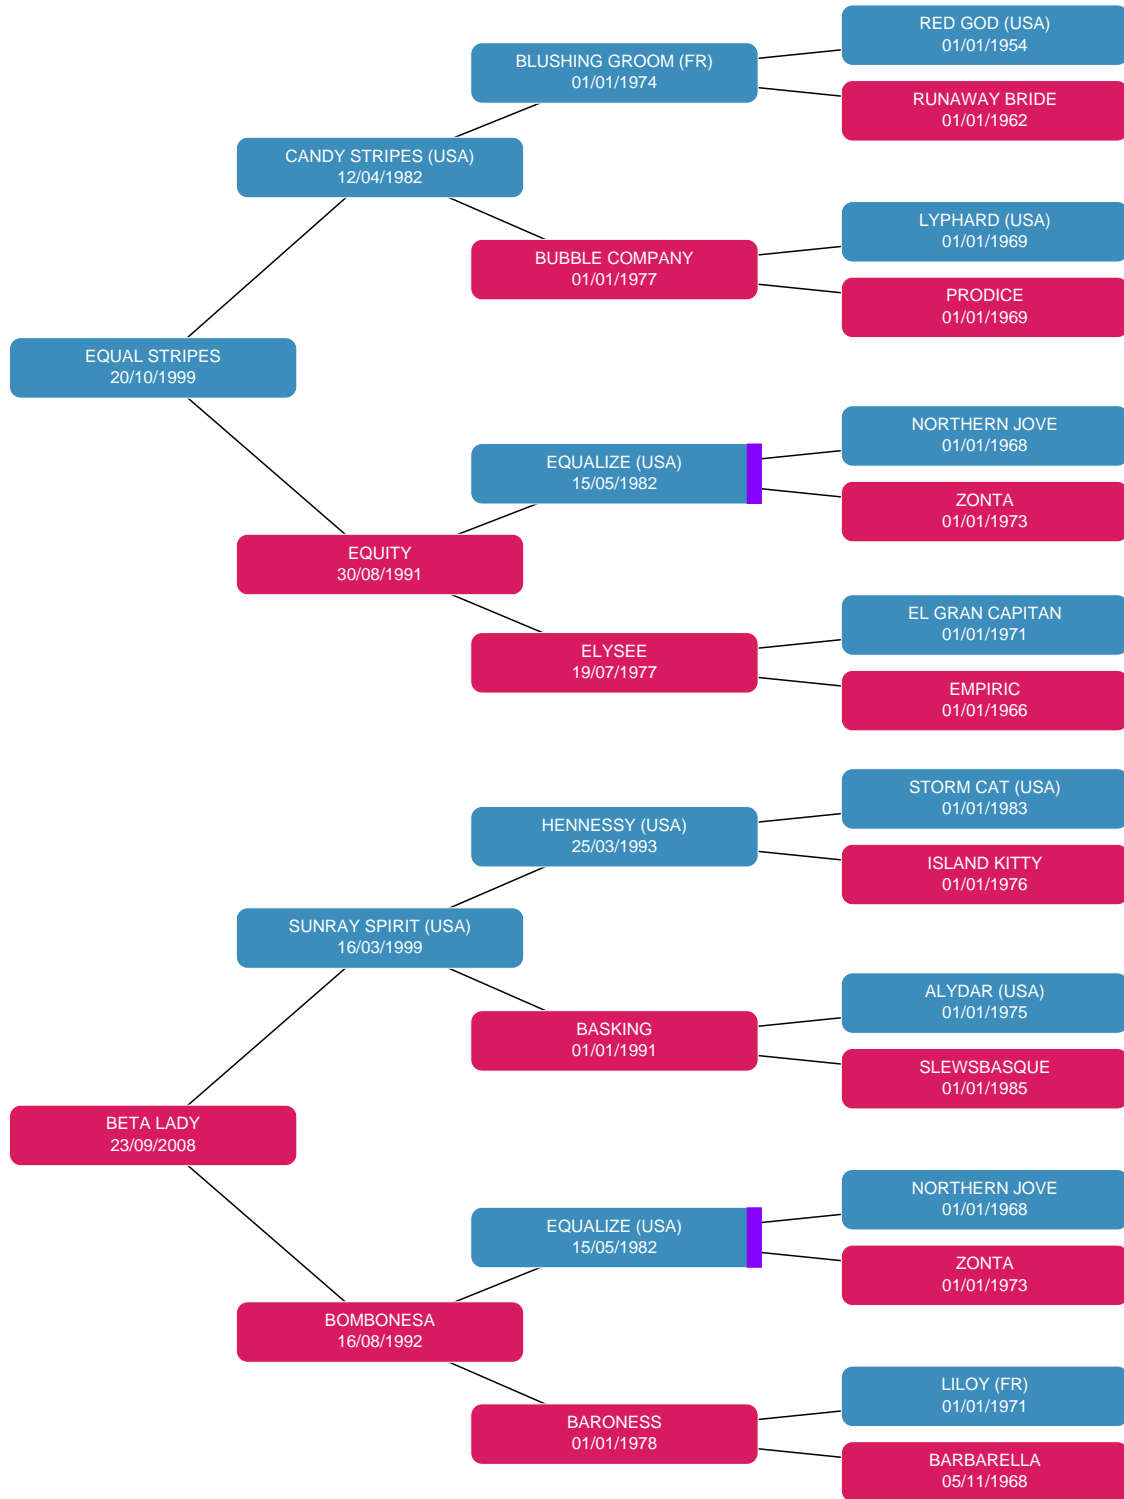 RED GOD (USA)
01/01/1954
BLUSHING GROOM (FR)
01/01/1974
RUNAWAY BRIDE
01/01/1962
CANDY STRIPES (USA)
12/04/1982
LYPHARD (USA)
01/01/1969
BUBBLE COMPANY
01/01/1977
PRODICE
01/01/1969
EQUAL STRIPES
20/10/1999
NORTHERN JOVE
01/01/1968
EQUALIZE (USA)
15/05/1982
ZONTA
01/01/1973
EQUITY
30/08/1991
EL GRAN CAPITAN
01/01/1971
ELYSEE
19/07/1977
EMPIRIC
01/01/1966
STORM CAT (USA)
01/01/1983
HENNESSY (USA)
25/03/1993
ISLAND KITTY
01/01/1976
SUNRAY SPIRIT (USA)
16/03/1999
ALYDAR (USA)
01/01/1975
BASKING
01/01/1991
SLEWSBASQUE
01/01/1985
BETA LADY
23/09/2008
NORTHERN JOVE
01/01/1968
EQUALIZE (USA)
15/05/1982
ZONTA
01/01/1973
BOMBONESA
16/08/1992
LILOY (FR)
01/01/1971
BARONESS
01/01/1978
BARBARELLA
05/11/1968